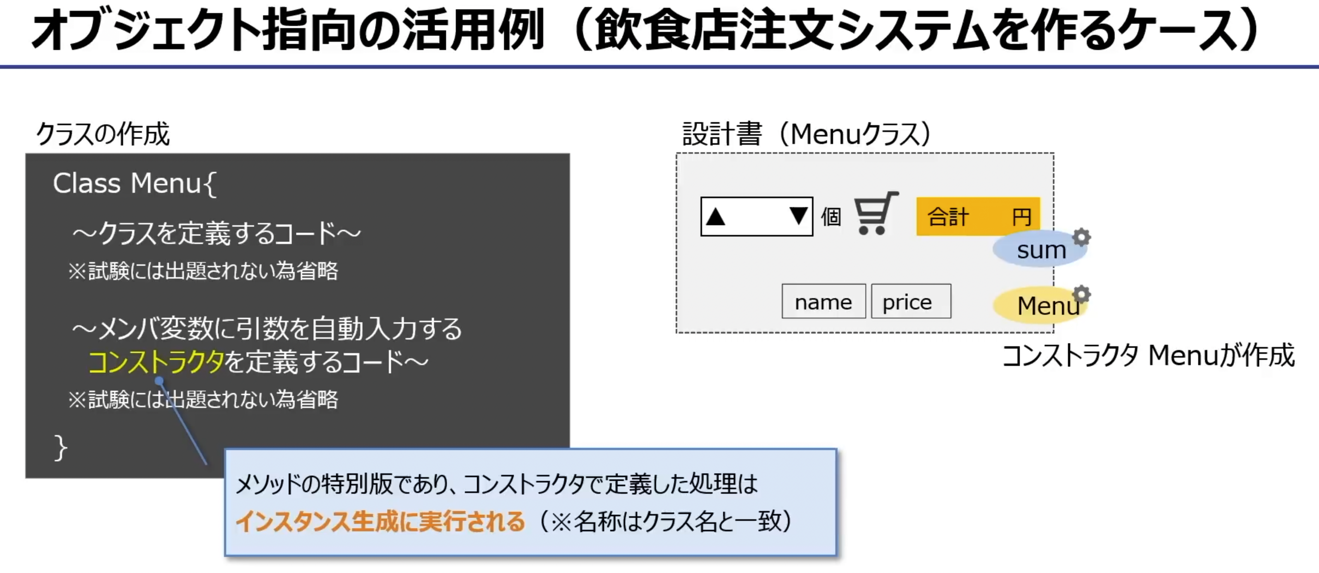 オブジェクト指向の活用例（飲食店注文システムを作るケース）
クラスの作成
Class Menu{
～クラスを定義するコード～
※試験には出題されない為省略
～メンバ変数に引数を自動入力する
コンストラクタを定義するコード～
※試験には出題されない為省略
}
メソッドの特別版であり、コンストラクタで定義した処理は
インスタンス生成に実行される（※名称はクラス名と一致）
設計書（Menuクラス）
▲ ▼ 個 合計 円
sum
name price Menu
コンストラクタ Menuが作成